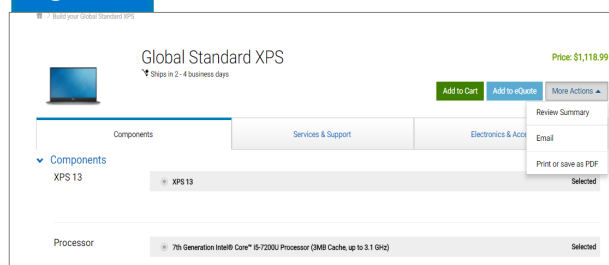 > Build your Global Standard XPS
Global Standard XPS
Ships in 2 - 4 business days
Price: $1,118.99
Add to Cart
Add to eQuote
More Actions
Review Summary
Email
Print or save as PDF
Components
Services & Support
Electronics & Acce
Components
XPS 13
XPS 13
Selected
Processor
7th Generation Intel® Core™ i5-7200U Processor (3MB Cache, up to 3.1 GHz)
Selected